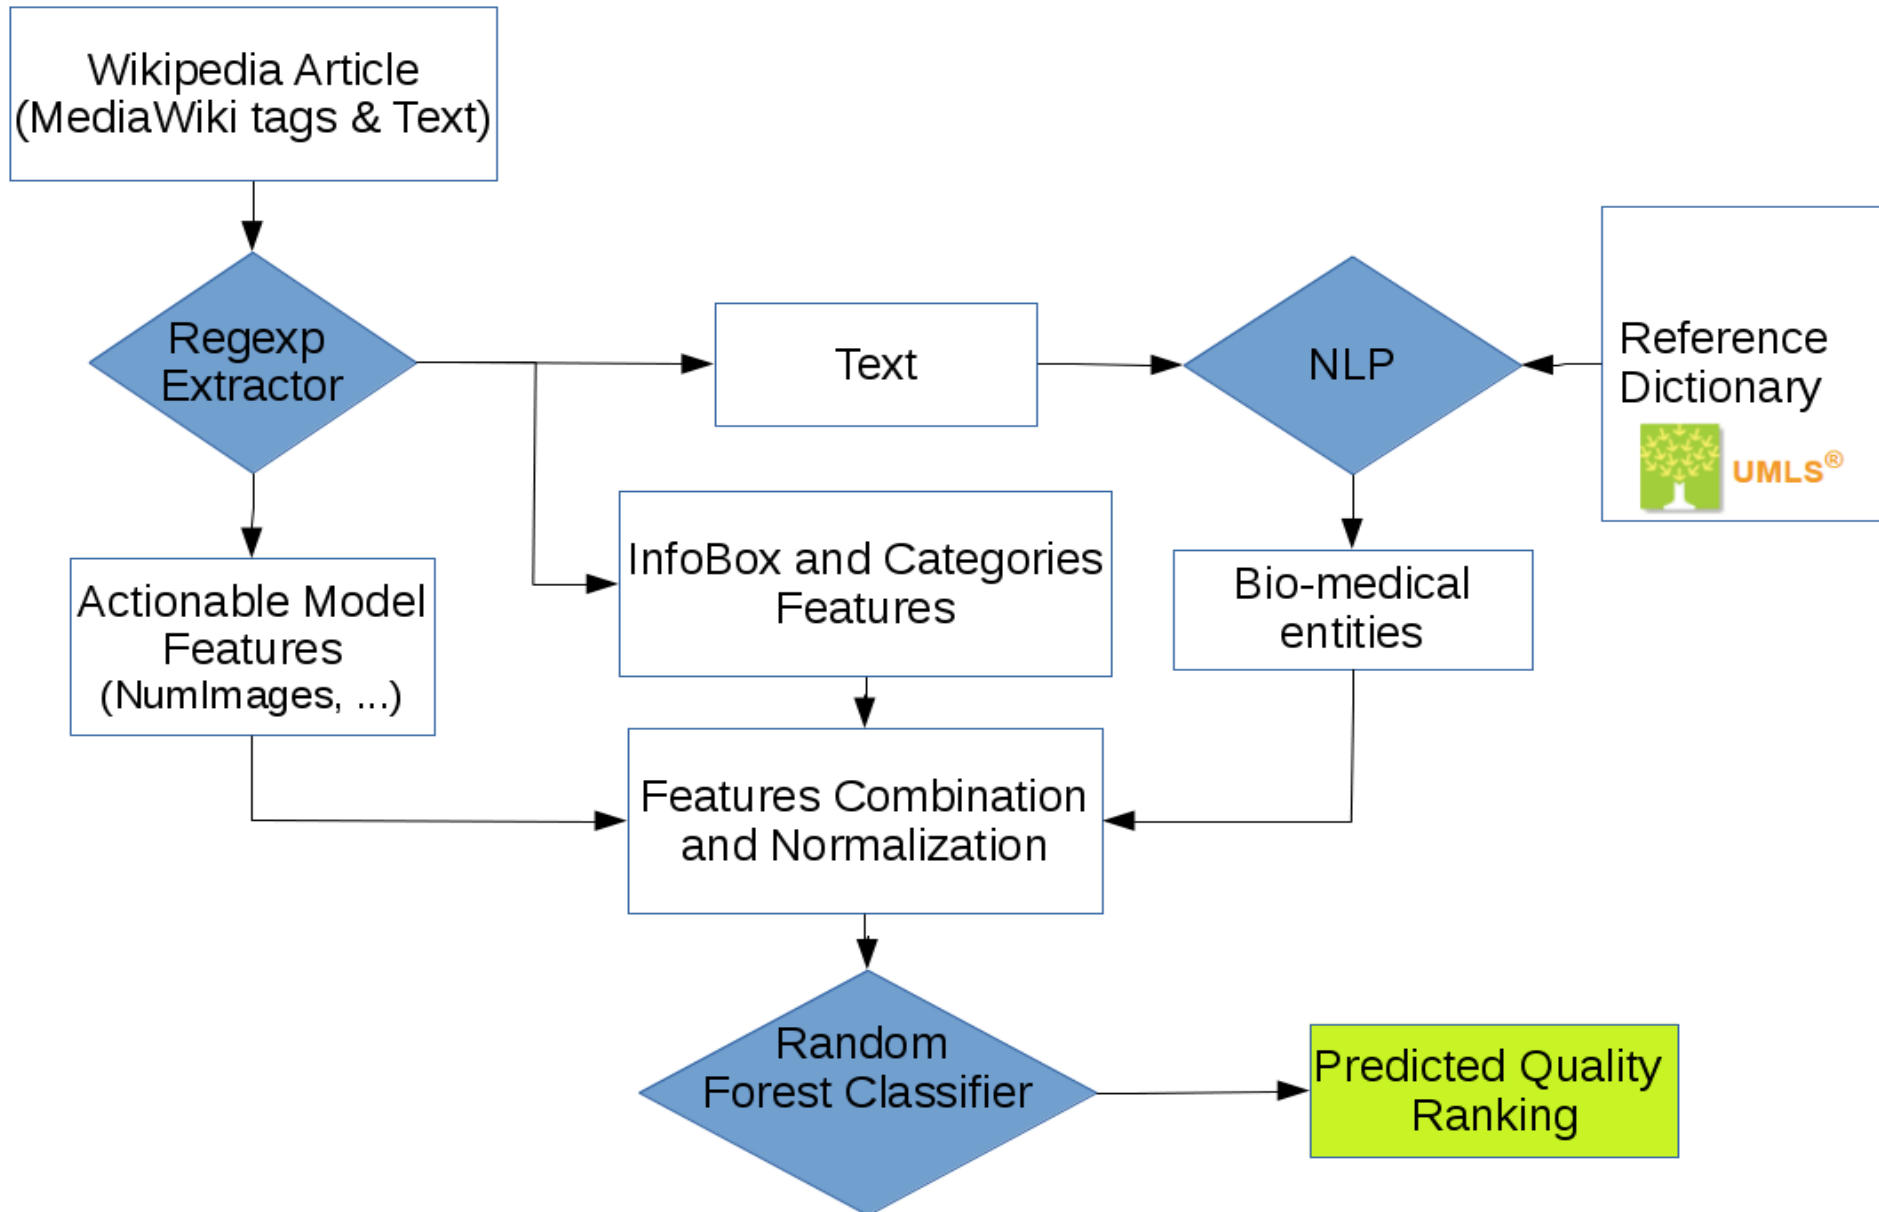 Wikipedia Article
(MediaWiki tags & Text)
Regexp
Extractor
Text
NLP
Reference
Dictionary
UMLS®
InfoBox and Categories
Features
Bio-medical
entities
Actionable Model
Features
(NumImages, ...)
Features Combination
and Normalization
Random
Forest Classifier
Predicted Quality
Ranking